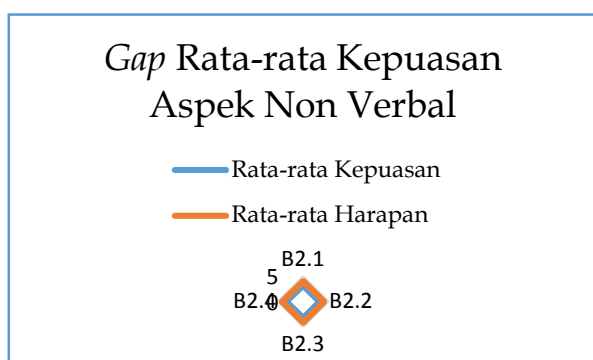 Gap Rata-rata Kepuasan
Aspek Non Verbal
Rata-rata Kepuasan
Rata-rata Harapan
B2.1
5
B2.4
0
B2.2
B2.3